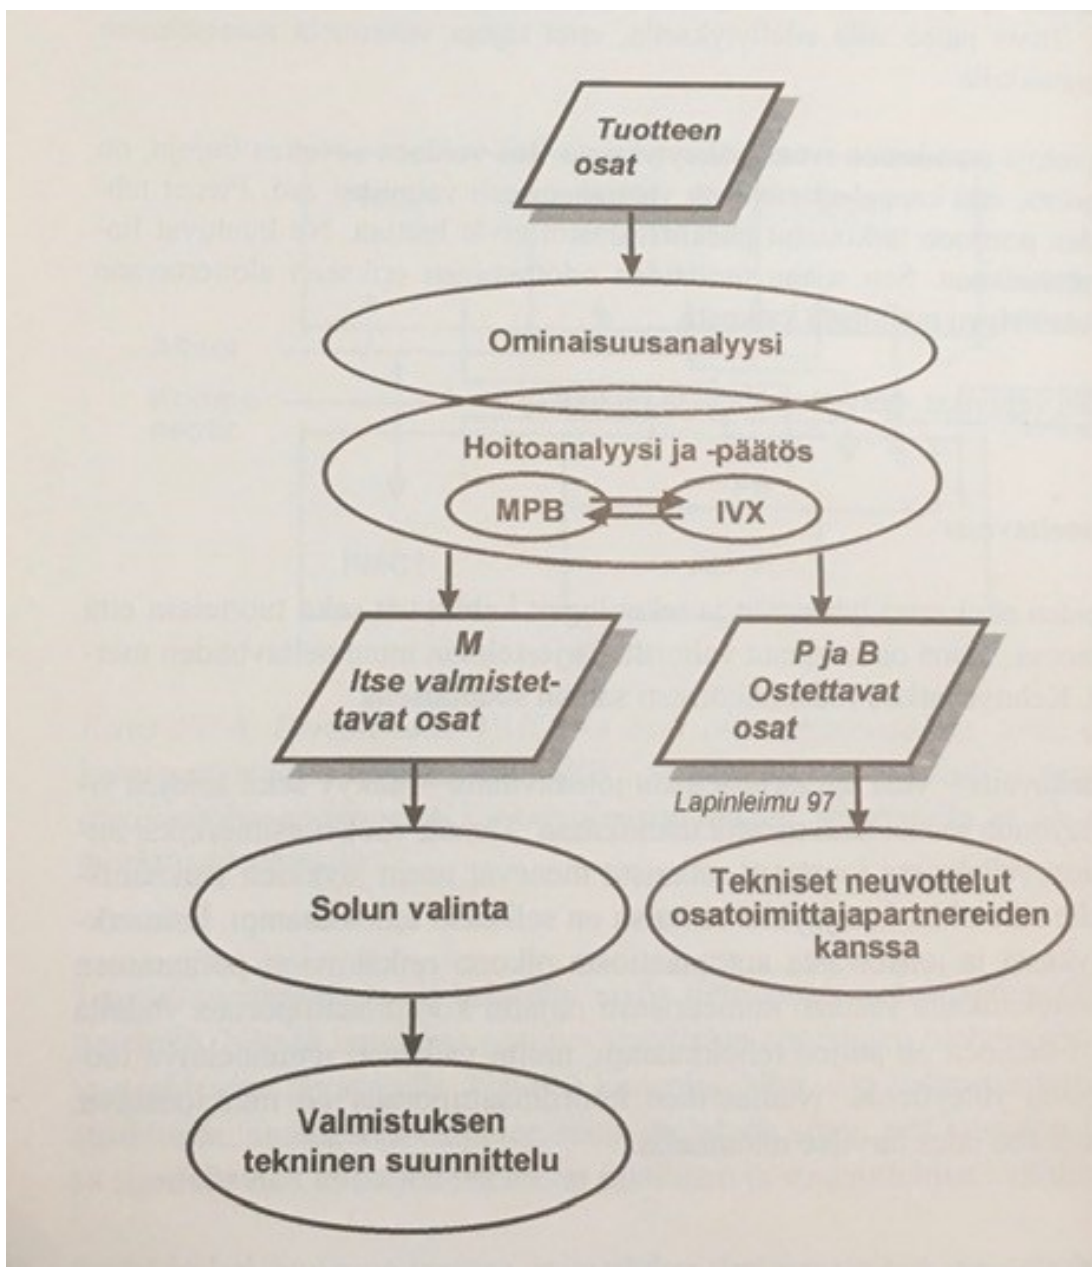 Tuotteen
osat
Ominaisuusanalyysi
Hoitoanalyysi ja -päätös
MPB
IVX
M
Itse valmistet-
tavat osat
P ja B
Ostettavat
osat
Lapinleimu 97
Solun valinta
Tekniset neuvottelut
osatoimittajapartnereiden
kanssa
Valmistuksen
tekninen suunnittelu